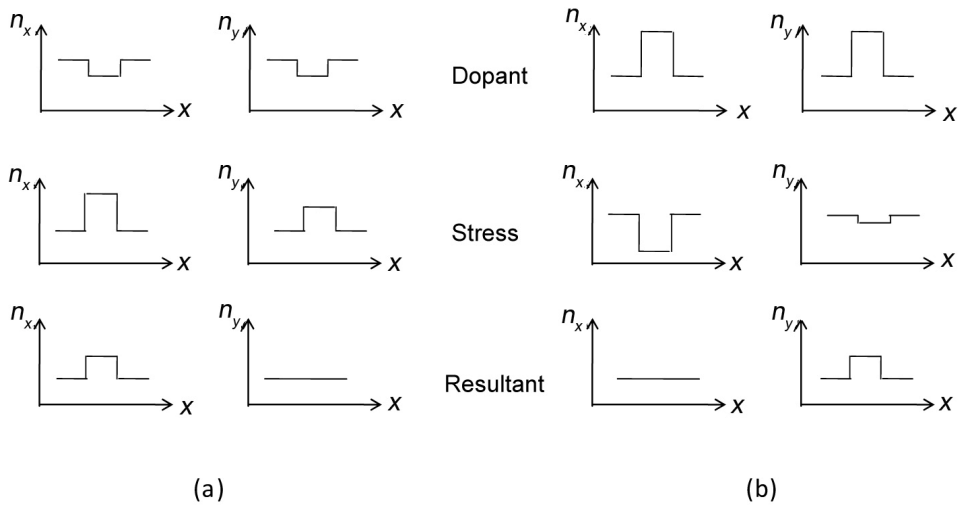 nx ny nx ny
x x Dopant x x
nx ny nx ny
x x Stress x x
nx ny nx ny
x x Resultant x x
(a) (b)